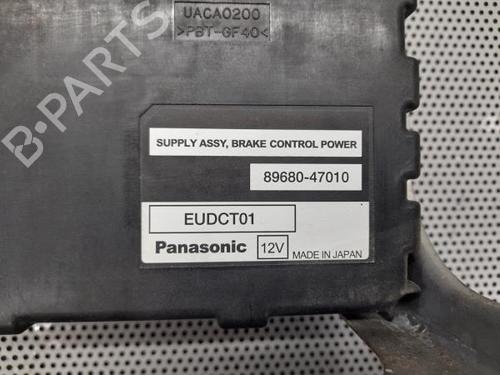 UACA0200
>PBT-GF40<
SUPPLY ASSY, BRAKE CONTROL POWER
89680-47010
EUDCT01
Panasonic 12V MADE IN JAPAN
B-PARTS